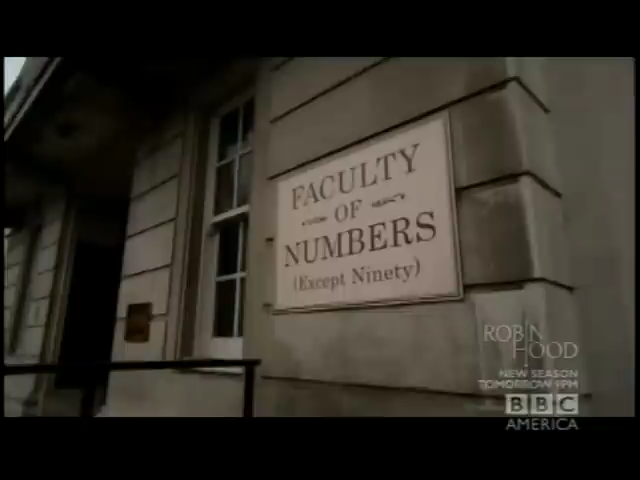 FACULTY
OF
NUMBERS
(Except Ninety)
ROBIN
HOOD
NEW SEASON
TOMORROW 9PM
BBC
AMERICA